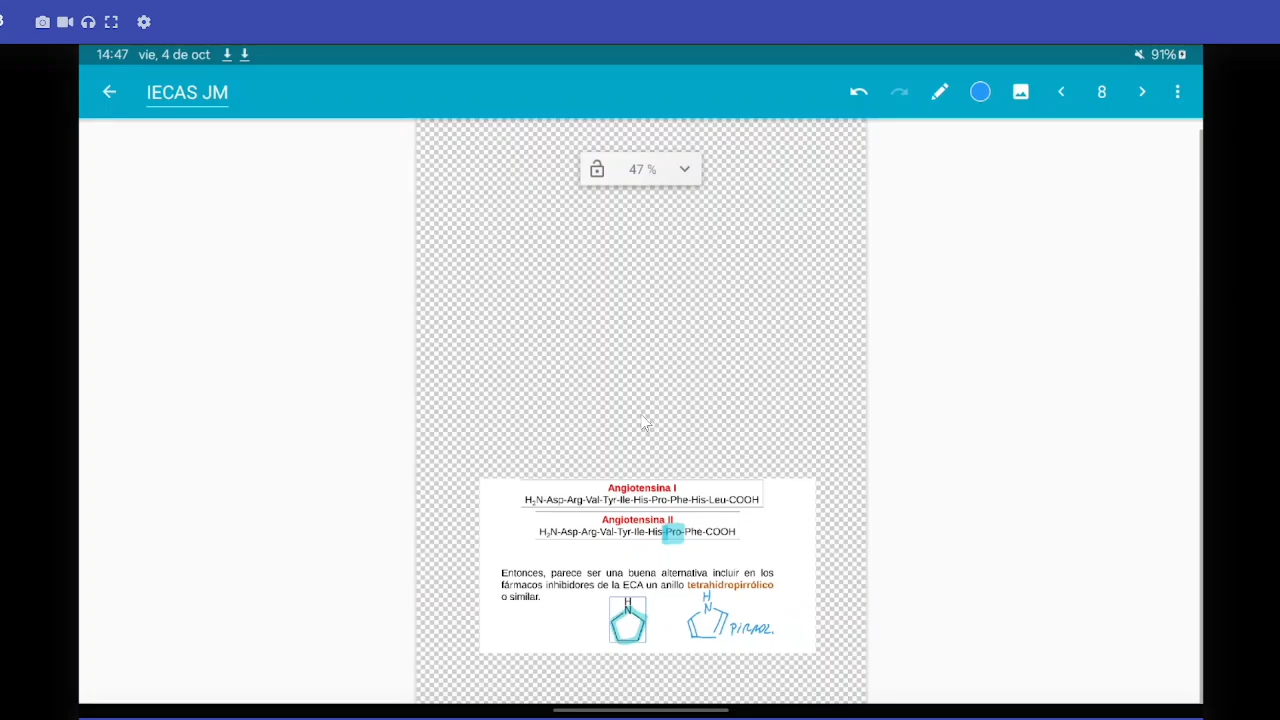 14:47 vie, 4 de oct 91%
IECAS JM
8
47 %
Angiotensina I
H₂N-Asp-Arg-Val-Tyr-Ile-His-Pro-Phe-His-Leu-COOH
Angiotensina II
H₂N-Asp-Arg-Val-Tyr-Ile-His-Pro-Phe-COOH
Entonces, parece ser una buena alternativa incluir en los
fármacos inhibidores de la ECA un anillo tetrahidropirrólico
o similar.
H
N
H
N